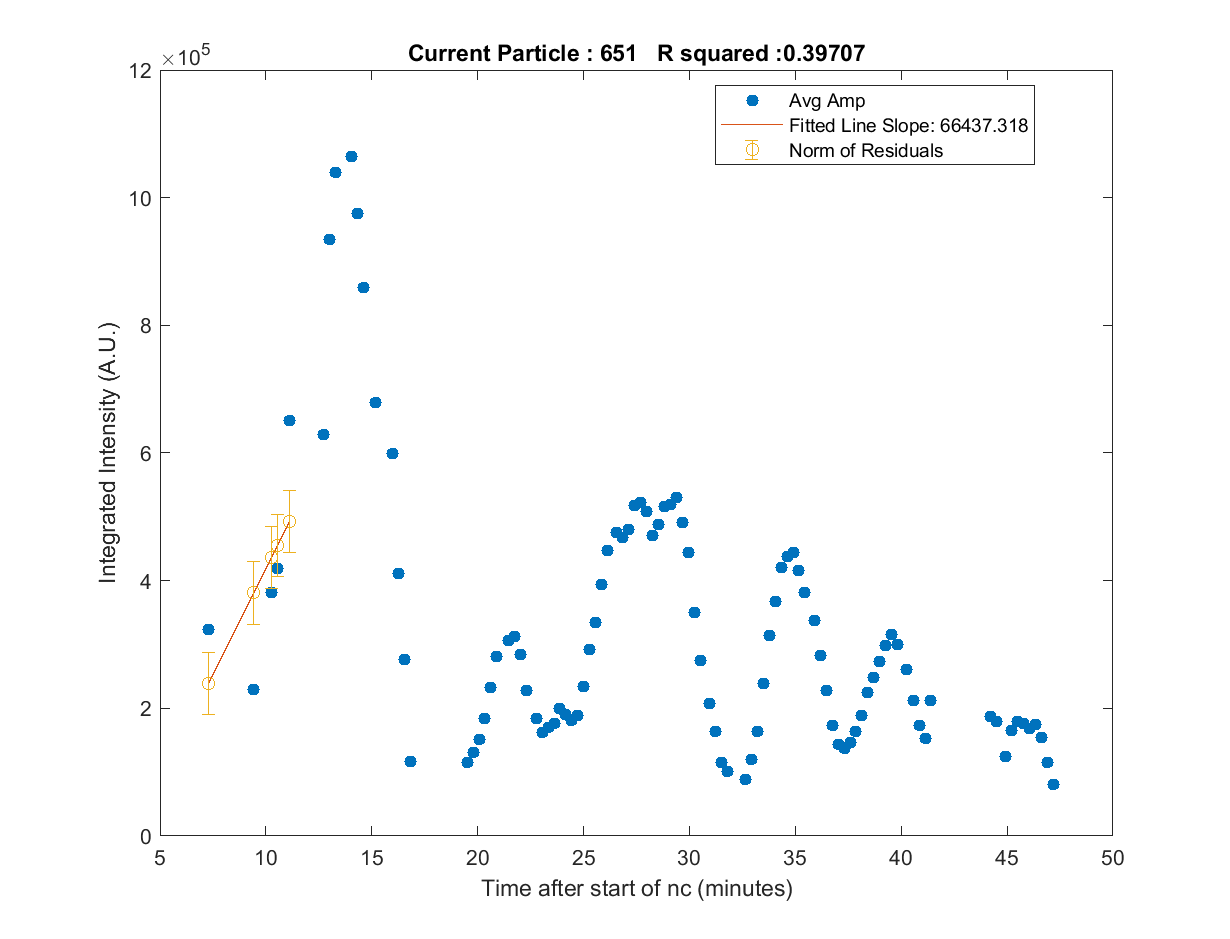 Current Particle : 651   R squared :0.39707
×10^5
12
10
8
6
4
2
0
Integrated Intensity (A.U.)
Avg Amp
Fitted Line Slope: 66437.318
Norm of Residuals
5 10 15 20 25 30 35 40 45 50
Time after start of nc (minutes)